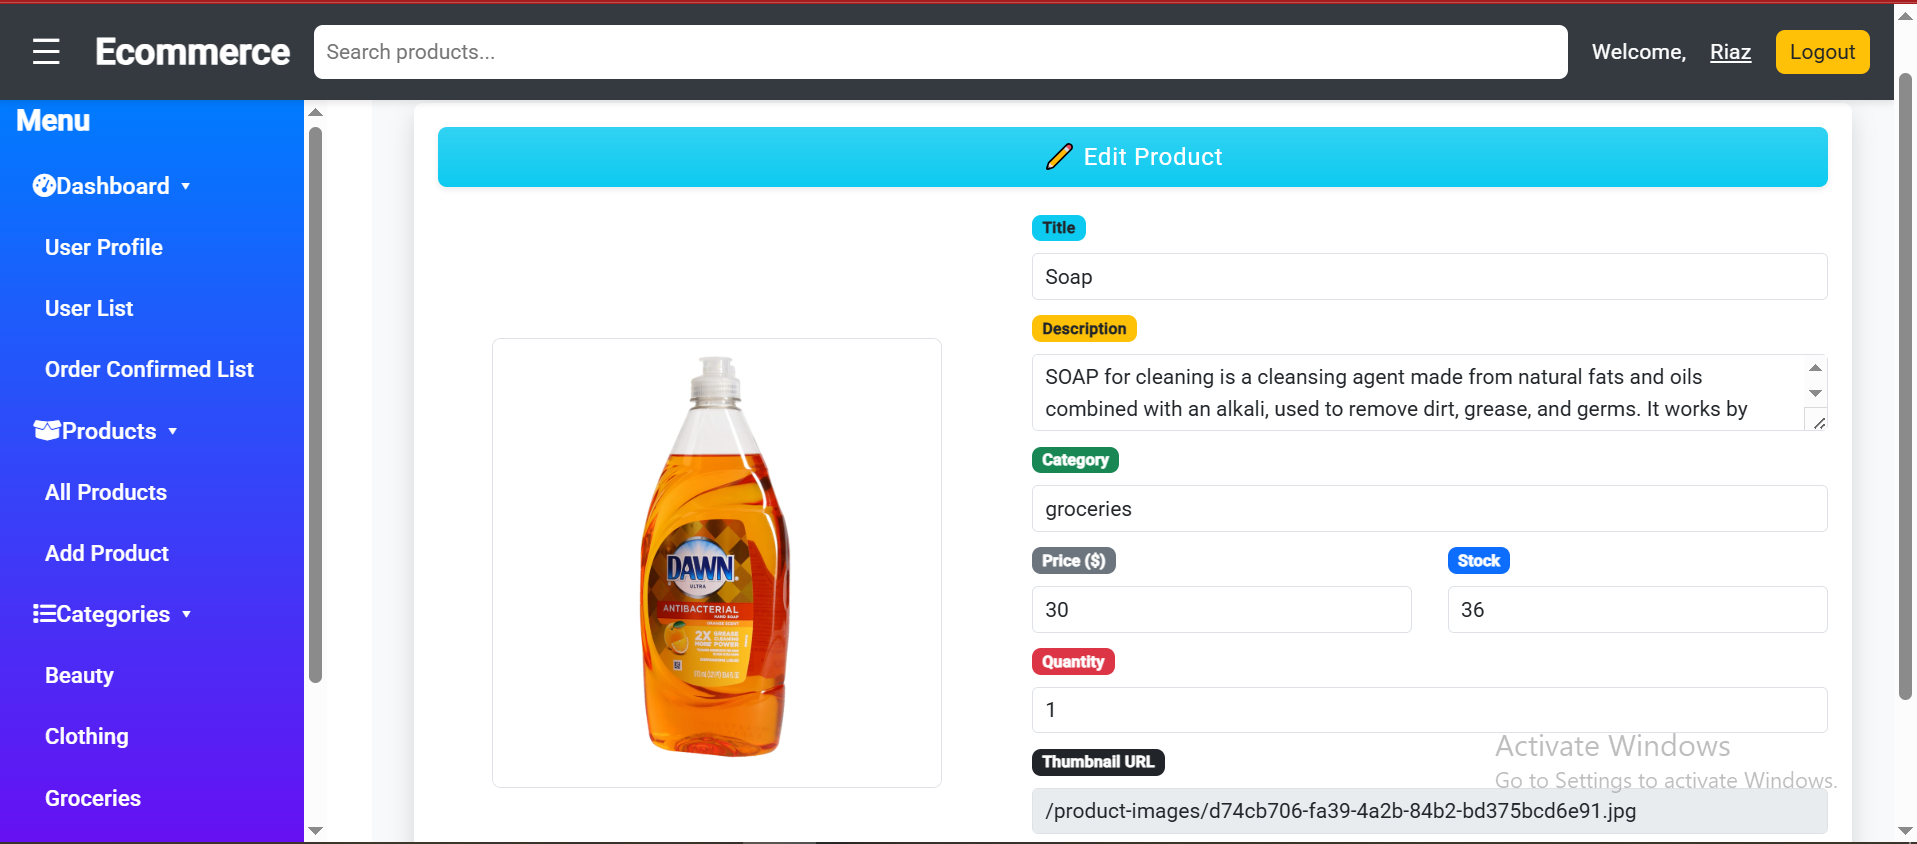 Ecommerce
Search products...
Welcome, Riaz
Logout
Menu
Dashboard
User Profile
User List
Order Confirmed List
Products
All Products
Add Product
Categories
Beauty
Clothing
Groceries
Edit Product
DAWN
ULTRA
ANTIBACTERIAL
HAND SOAP
ORANGE SCENT
2X GREASE
CLEANING
POWER
Title
Soap
Description
SOAP for cleaning is a cleansing agent made from natural fats and oils
combined with an alkali, used to remove dirt, grease, and germs. It works by
Category
groceries
Price ($)
30
Stock
36
Quantity
1
Thumbnail URL
/product-images/d74cb706-fa39-4a2b-84b2-bd375bcd6e91.jpg
Activate Windows
Go to Settings to activate Windows.